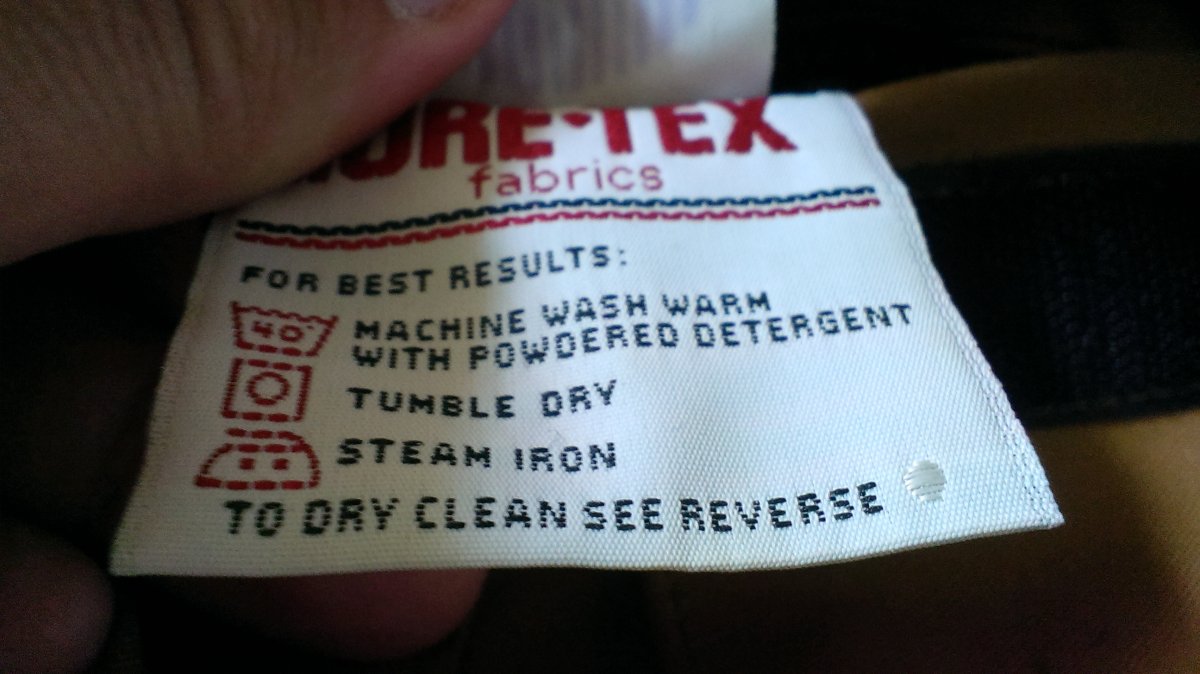 GORE-TEX
fabrics
FOR BEST RESULTS:
40°
MACHINE WASH WARM
WITH POWDERED DETERGENT
TUMBLE DRY
STEAM IRON
TO DRY CLEAN SEE REVERSE